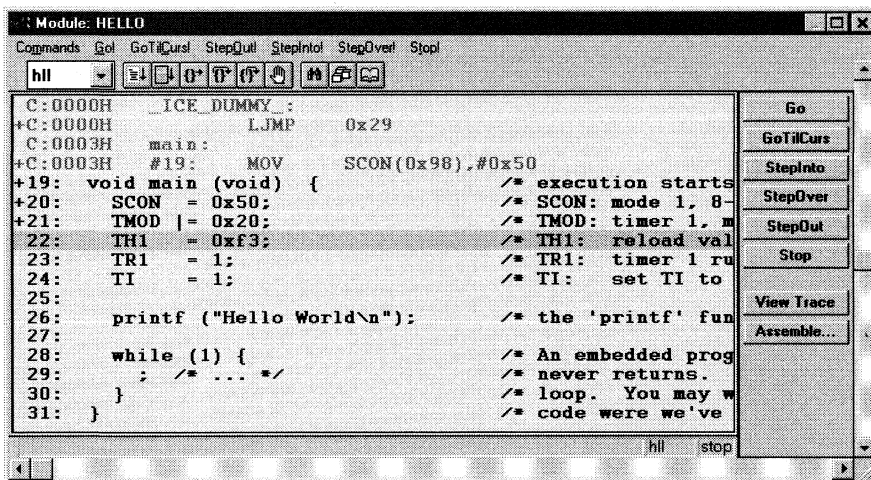 Module: HELLO
Commands Go! GoTilCurs! StepOut! StepInto! StepOver! Stop!
hll
C:0000H _ICE_DUMMY_:
+C:0000H LJMP 0x29
C:0003H main:
+C:0003H #19: MOV SCON(0x98),#0x50
+19: void main (void) { /* execution starts
+20: SCON = 0x50; /* SCON: mode 1, 8-
+21: TMOD |= 0x20; /* TMOD: timer 1, m
22: TH1 = 0xf3; /* TH1: reload val
23: TR1 = 1; /* TR1: timer 1 ru
24: TI = 1; /* TI: set TI to
25:
26: printf ("Hello World\n"); /* the 'printf' fun
27:
28: while (1) { /* An embedded prog
29: ; /* ... */ /* never returns.
30: } /* loop. You may w
31: } /* code were we've
Go
GoTilCurs
StepInto
StepOver
StepOut
Stop
View Trace
Assemble...
hll stop